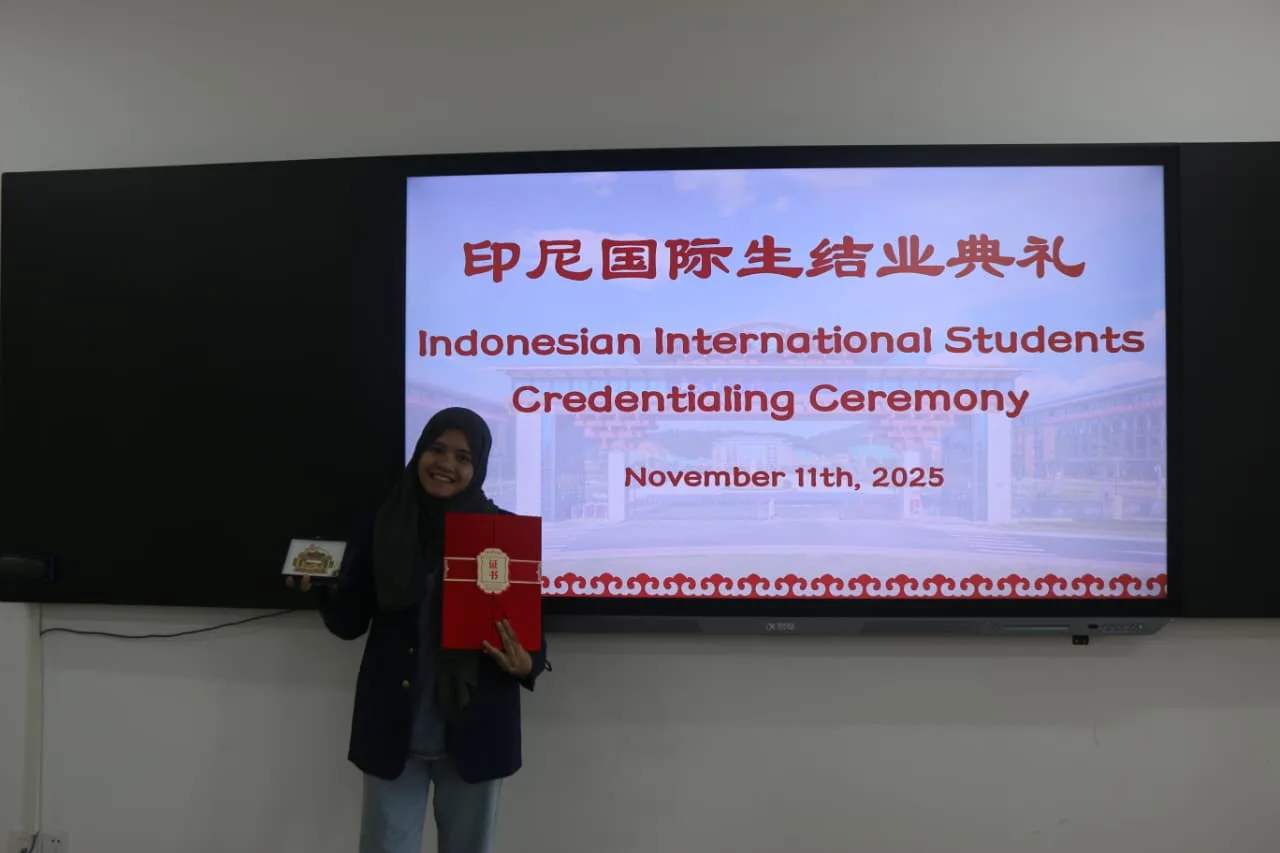 印尼国际生结业典礼
Indonesian International Students
Credentialing Ceremony
November 11th, 2025
证书